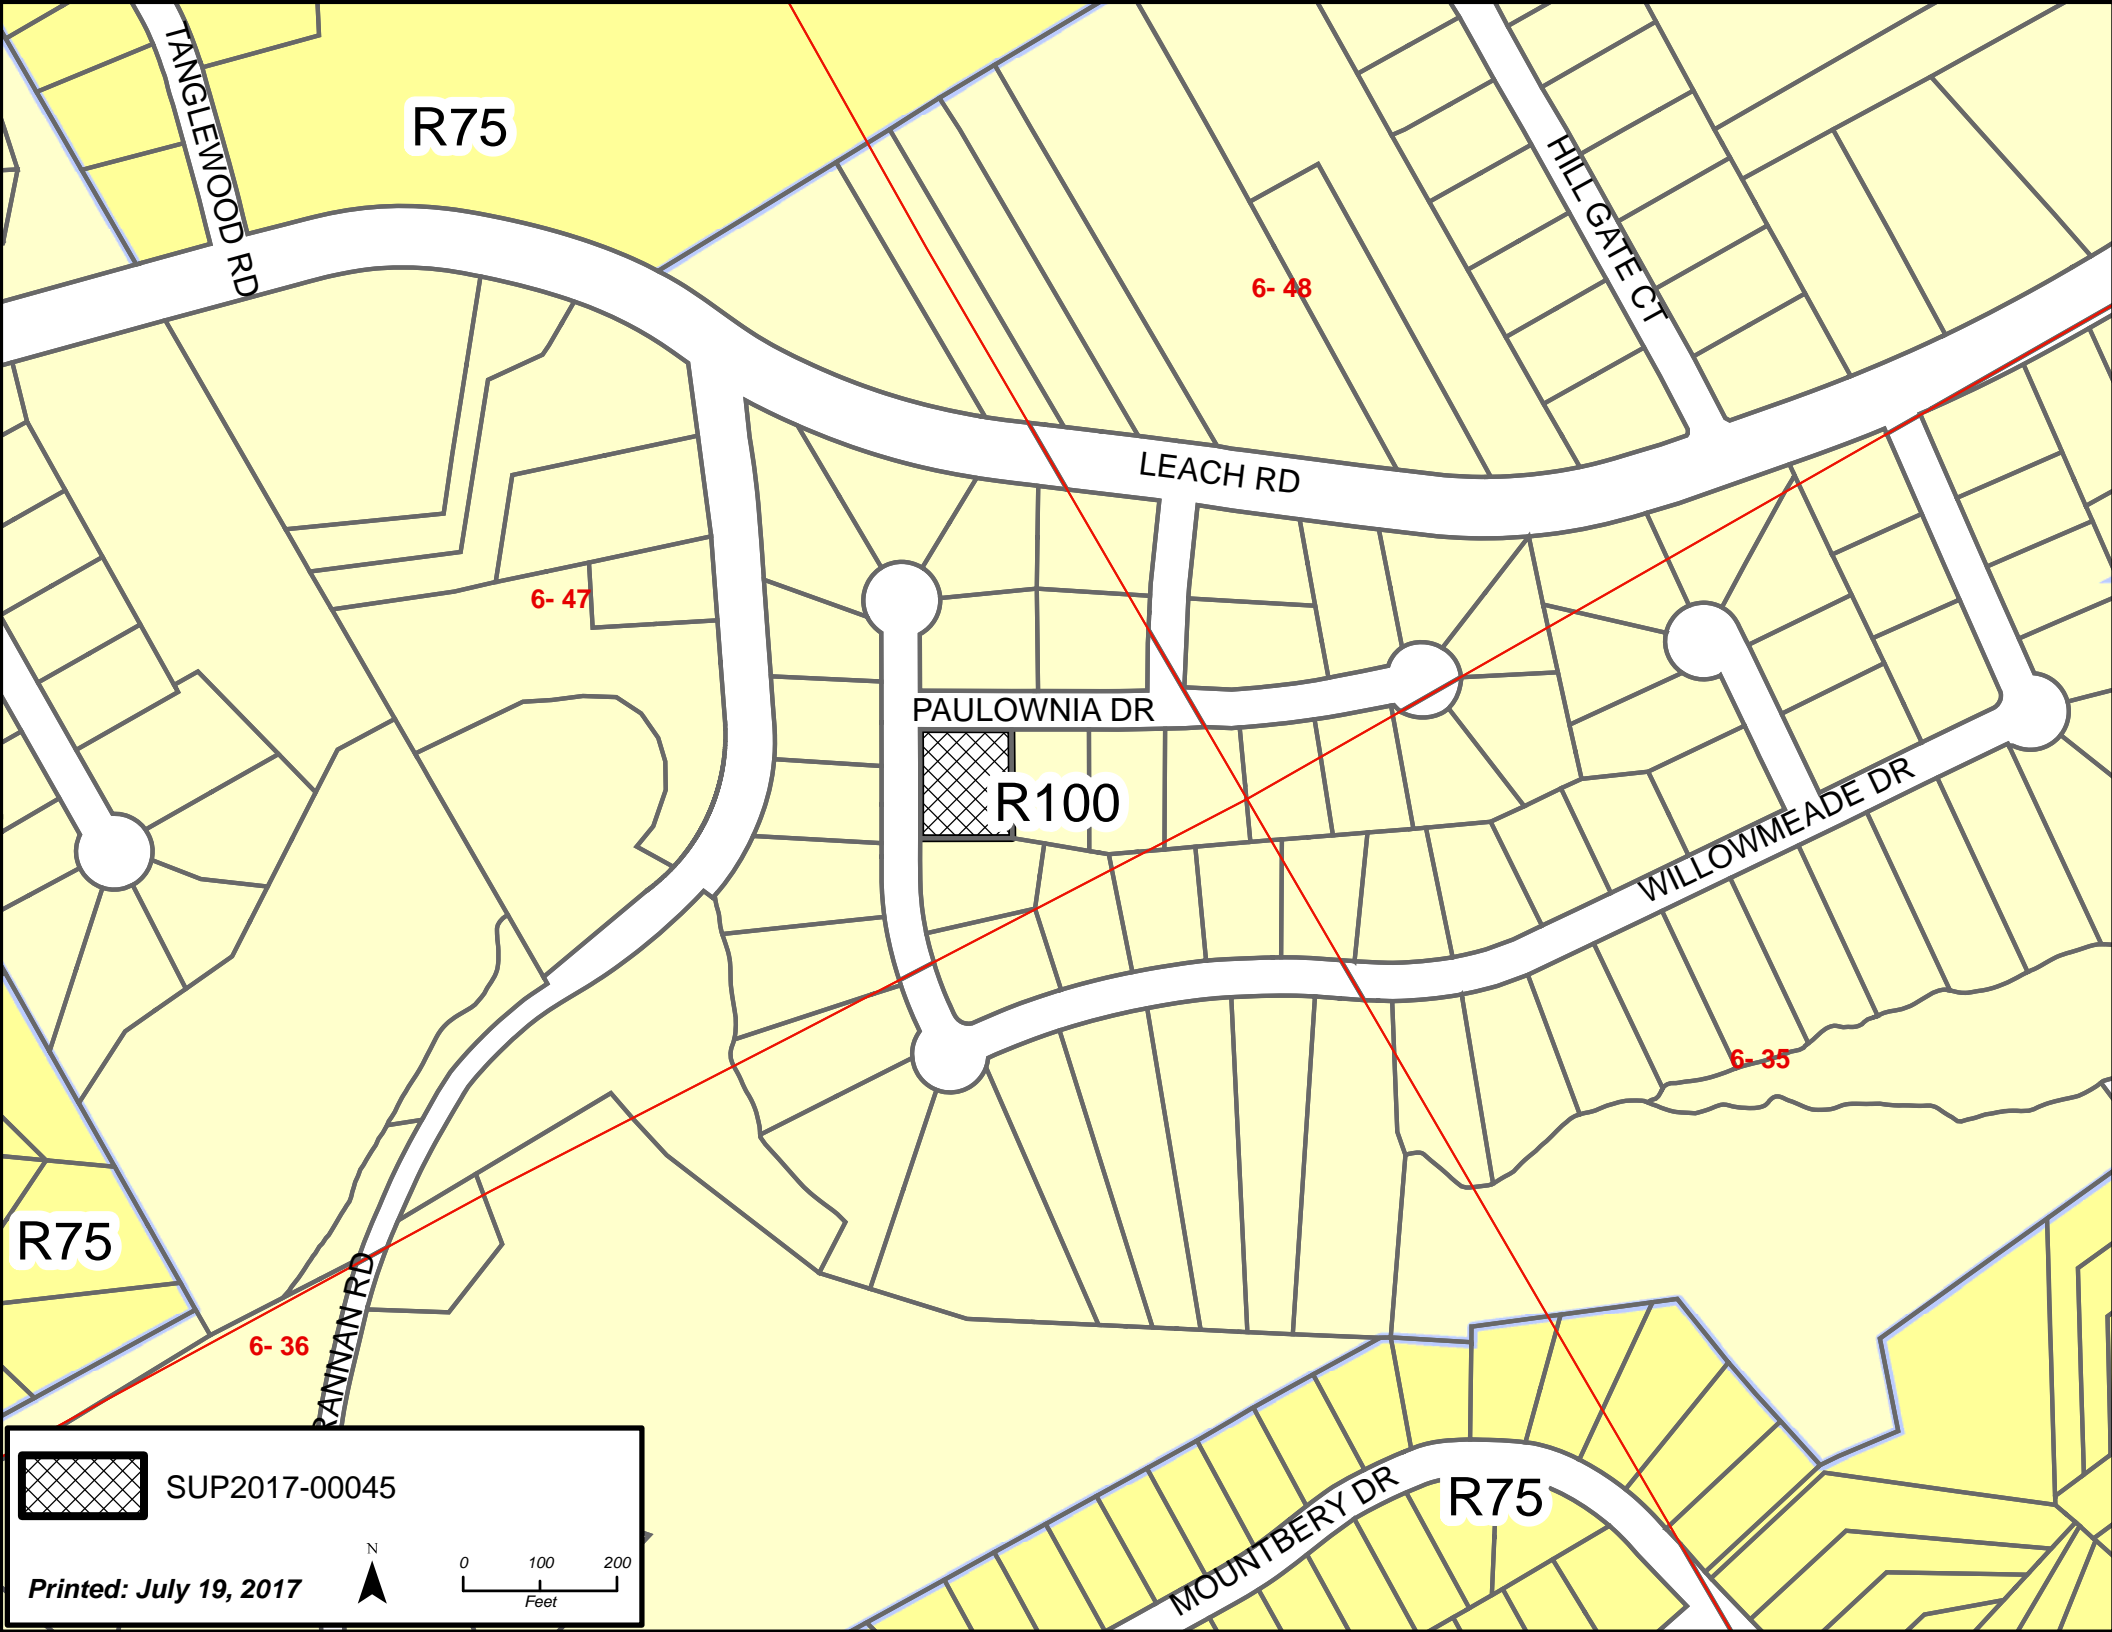 TANGLEWOOD RD
R75
HILL GATE CT
6- 48
LEACH RD
6- 47
PAULOWNIA DR
R100
WILLOWMEADE DR
6- 35
R75
RANNAN RD
6- 36
MOUNTBERY DR
R75
SUP2017-00045
N
0 100 200
Feet
Printed: July 19, 2017